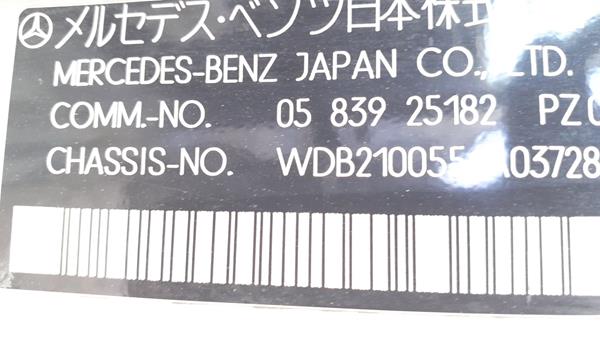 メルセデス・ベンツ日本株式
MERCEDES-BENZ JAPAN CO., LTD.
COMM.-NO. 05 839 25182 PZ
CHASSIS-NO.